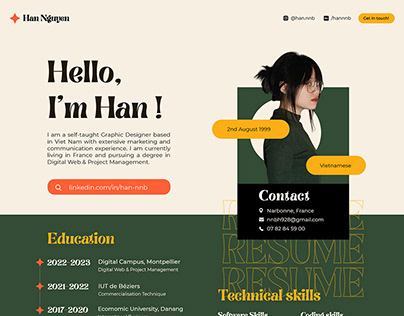 Han Nguyen
@han.nnb
/hannnb
Get in touch!
Hello,
I'm Han !
I am a self-taught Graphic Designer based
in Viet Nam with extensive marketing and
communication experience. I am currently
living in France and pursuing a degree in
Digital Web & Project Management.
linkedin.com/in/han-nnb
2nd August 1999
Vietnamese
Contact
Narbonne, France
nnbh928@gmail.com
07 82 84 59 00
RESUME
RESUME
RESUME
Education
2022-2023
Digital Campus, Montpellier
Digital Web & Project Management
2021-2022
IUT de Béziers
Commercialisation Technique
2017-2020
Ecomomic University, Danang
Technical skills
Software Skills
Coding skills